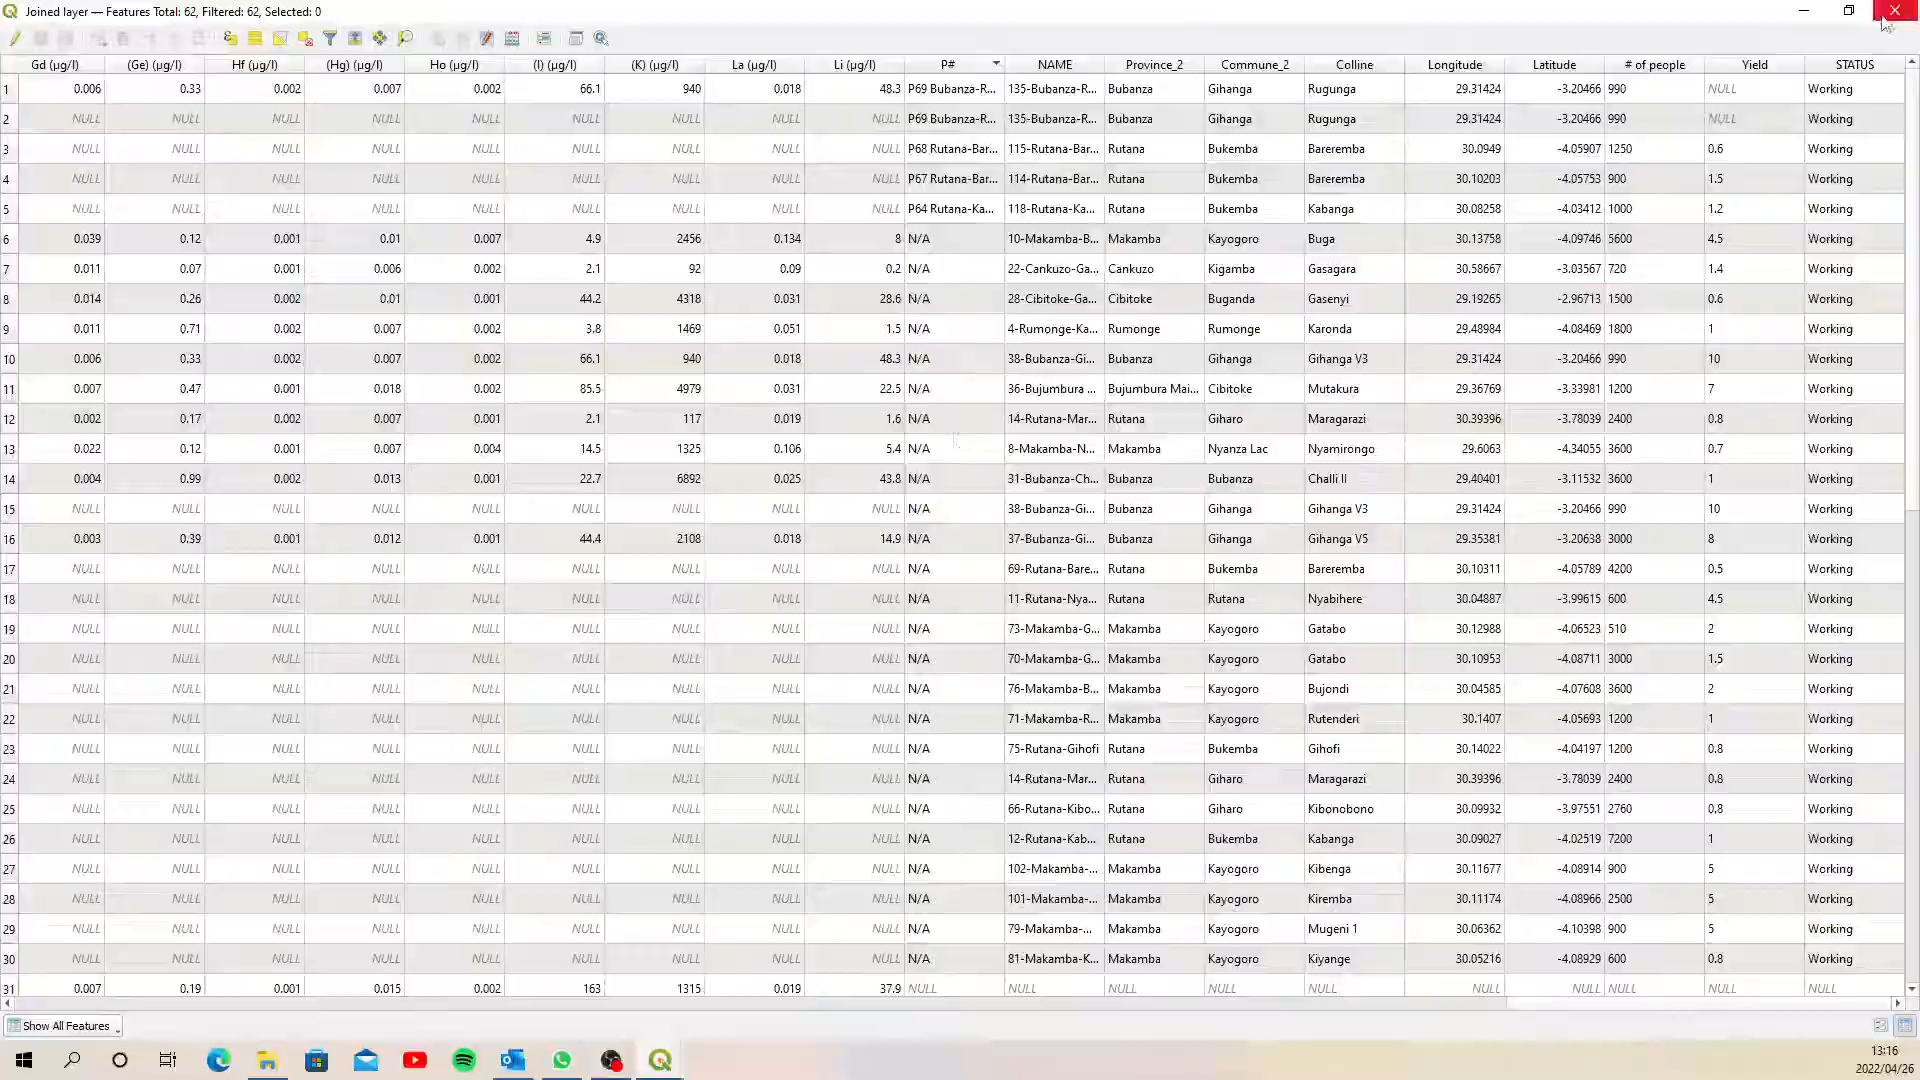 Joined layer — Features Total: 62, Filtered: 62, Selected: 0
Gd (µg/l) (Ge) (µg/l) Hf (µg/l) (Hg) (µg/l) Ho (µg/l) (I) (µg/l) (K) (µg/l) La (µg/l) Li (µg/l) P# NAME Province_2 Commune_2 Colline Longitude Latitude # of people Yield STATUS
1 0.006 0.33 0.002 0.007 0.002 66.1 940 0.018 48.3 P69 Bubanza-R... 135-Bubanza-R... Bubanza Gihanga Rugunga 29.31424 -3.20466 990 NULL Working
2 NULL NULL NULL NULL NULL NULL NULL NULL NULL P69 Bubanza-R... 135-Bubanza-R... Bubanza Gihanga Rugunga 29.31424 -3.20466 990 NULL Working
3 NULL NULL NULL NULL NULL NULL NULL NULL NULL P68 Rutana-Bar... 115-Rutana-Bar... Rutana Bukemba Bareremba 30.0949 -4.05907 1250 0.6 Working
4 NULL NULL NULL NULL NULL NULL NULL NULL NULL P67 Rutana-Bar... 114-Rutana-Bar... Rutana Bukemba Bareremba 30.10203 -4.05753 900 1.5 Working
5 NULL NULL NULL NULL NULL NULL NULL NULL NULL P64 Rutana-Ka... 118-Rutana-Ka... Rutana Bukemba Kabanga 30.08258 -4.03412 1000 1.2 Working
6 0.039 0.12 0.001 0.01 0.007 4.9 2456 0.134 8 N/A 10-Makamba-B... Makamba Kayogoro Buga 30.13758 -4.09746 5600 4.5 Working
7 0.011 0.07 0.001 0.006 0.002 2.1 92 0.09 0.2 N/A 22-Cankuzo-Ga... Cankuzo Kigamba Gasagara 30.58667 -3.03567 720 1.4 Working
8 0.014 0.26 0.002 0.01 0.001 44.2 4318 0.031 28.6 N/A 28-Cibitoke-Ga... Cibitoke Buganda Gasenyi 29.19265 -2.96713 1500 0.6 Working
9 0.011 0.71 0.002 0.007 0.002 3.8 1469 0.051 1.5 N/A 4-Rumonge-Ka... Rumonge Rumonge Karonda 29.48984 -4.08469 1800 1 Working
10 0.006 0.33 0.002 0.007 0.002 66.1 940 0.018 48.3 N/A 38-Bubanza-Gi... Bubanza Gihanga Gihanga V3 29.31424 -3.20466 990 10 Working
11 0.007 0.47 0.001 0.018 0.002 85.5 4979 0.031 22.5 N/A 36-Bujumbura ... Bujumbura Mai... Cibitoke Mutakura 29.36769 -3.33981 1200 7 Working
12 0.002 0.17 0.002 0.007 0.001 2.1 117 0.019 1.6 N/A 14-Rutana-Mar... Rutana Giharo Maragarazi 30.39396 -3.78039 2400 0.8 Working
13 0.022 0.12 0.001 0.007 0.004 14.5 1325 0.106 5.4 N/A 8-Makamba-N... Makamba Nyanza Lac Nyamirongo 29.6063 -4.34055 3600 0.7 Working
14 0.004 0.99 0.002 0.013 0.001 22.7 6892 0.025 43.8 N/A 31-Bubanza-Ch... Bubanza Bubanza Challi II 29.40401 -3.11532 3600 1 Working
15 NULL NULL NULL NULL NULL NULL NULL NULL NULL N/A 38-Bubanza-Gi... Bubanza Gihanga Gihanga V3 29.31424 -3.20466 990 10 Working
16 0.003 0.39 0.001 0.012 0.001 44.4 2108 0.018 14.9 N/A 37-Bubanza-Gi... Bubanza Gihanga Gihanga V5 29.35381 -3.20638 3000 8 Working
17 NULL NULL NULL NULL NULL NULL NULL NULL NULL N/A 69-Rutana-Bare... Rutana Bukemba Bareremba 30.10311 -4.05789 4200 0.5 Working
18 NULL NULL NULL NULL NULL NULL NULL NULL NULL N/A 11-Rutana-Nya... Rutana Rutana Nyabihere 30.04887 -3.99615 600 4.5 Working
19 NULL NULL NULL NULL NULL NULL NULL NULL NULL N/A 73-Makamba-G... Makamba Kayogoro Gatabo 30.12988 -4.06523 510 2 Working
20 NULL NULL NULL NULL NULL NULL NULL NULL NULL N/A 70-Makamba-G... Makamba Kayogoro Gatabo 30.10953 -4.08711 3000 1.5 Working
21 NULL NULL NULL NULL NULL NULL NULL NULL NULL N/A 76-Makamba-B... Makamba Kayogoro Bujondi 30.04585 -4.07608 3600 2 Working
22 NULL NULL NULL NULL NULL NULL NULL NULL NULL N/A 71-Makamba-R... Makamba Kayogoro Rutenderi 30.1407 -4.05693 1200 1 Working
23 NULL NULL NULL NULL NULL NULL NULL NULL NULL N/A 75-Rutana-Gihofi Rutana Bukemba Gihofi 30.14022 -4.04197 1200 0.8 Working
24 NULL NULL NULL NULL NULL NULL NULL NULL NULL N/A 14-Rutana-Mar... Rutana Giharo Maragarazi 30.39396 -3.78039 2400 0.8 Working
25 NULL NULL NULL NULL NULL NULL NULL NULL NULL N/A 66-Rutana-Kibo... Rutana Giharo Kibonobono 30.09932 -3.97551 2760 0.8 Working
26 NULL NULL NULL NULL NULL NULL NULL NULL NULL N/A 12-Rutana-Kab... Rutana Bukemba Kabanga 30.09027 -4.02519 7200 1 Working
27 NULL NULL NULL NULL NULL NULL NULL NULL NULL N/A 102-Makamba-... Makamba Kayogoro Kibenga 30.11677 -4.08914 900 5 Working
28 NULL NULL NULL NULL NULL NULL NULL NULL NULL N/A 101-Makamba-... Makamba Kayogoro Kiremba 30.11174 -4.08966 2500 5 Working
29 NULL NULL NULL NULL NULL NULL NULL NULL NULL N/A 79-Makamba-... Makamba Kayogoro Mugeni 1 30.06362 -4.10398 900 5 Working
30 NULL NULL NULL NULL NULL NULL NULL NULL NULL N/A 81-Makamba-K... Makamba Kayogoro Kiyange 30.05216 -4.08929 600 0.8 Working
31 0.007 0.19 0.001 0.015 0.002 163 1315 0.019 37.9 NULL NULL NULL NULL NULL NULL NULL NULL NULL NULL
Show All Features
13:16
2022/04/26